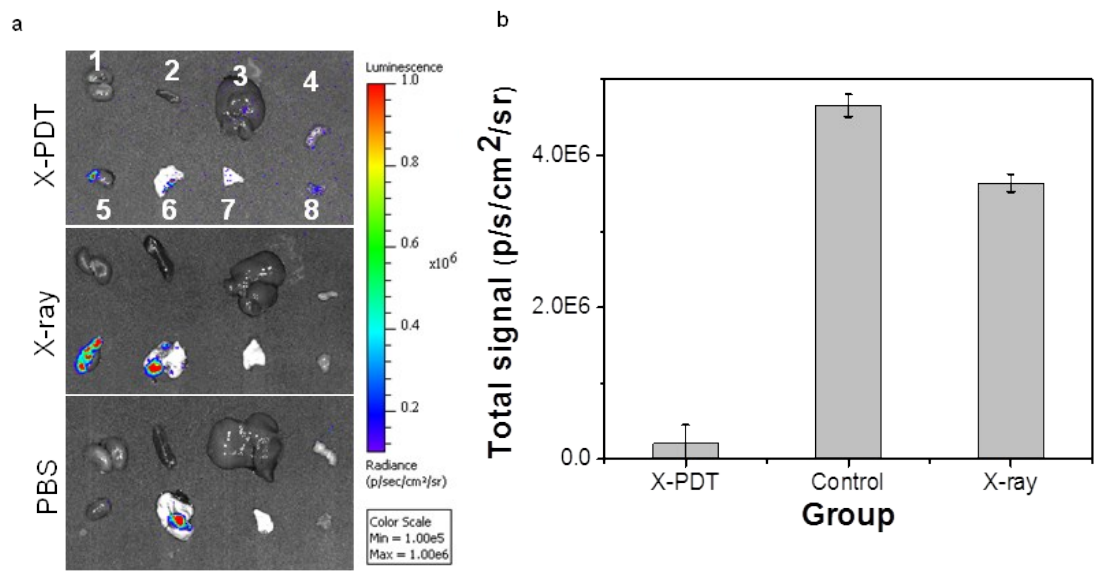 a
X-PDT
1 2 3 4
5 6 7 8
X-ray
PBS
Luminescence
1.0
0.8
0.6
x10⁶
0.4
0.2
Radiance
(p/sec/cm²/sr)
Color Scale
Min = 1.00e5
Max = 1.00e6
b
Total signal (p/s/cm²/sr)
4.0E6
2.0E6
0.0
X-PDT Control X-ray
Group